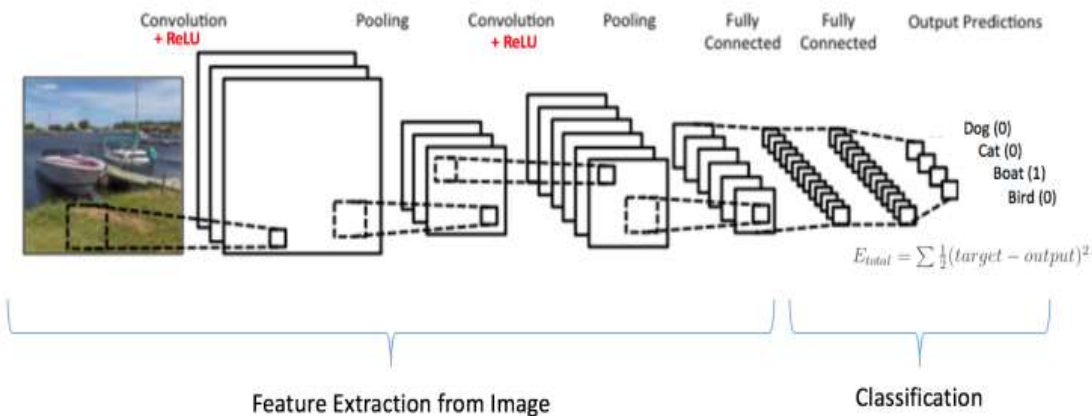 Convolution
+ ReLU
Pooling
Convolution
+ ReLU
Pooling
Fully
Connected
Fully
Connected
Output Predictions
Dog (0)
Cat (0)
Boat (1)
Bird (0)
E_total = ∑ ½(target − output)²
Feature Extraction from Image
Classification